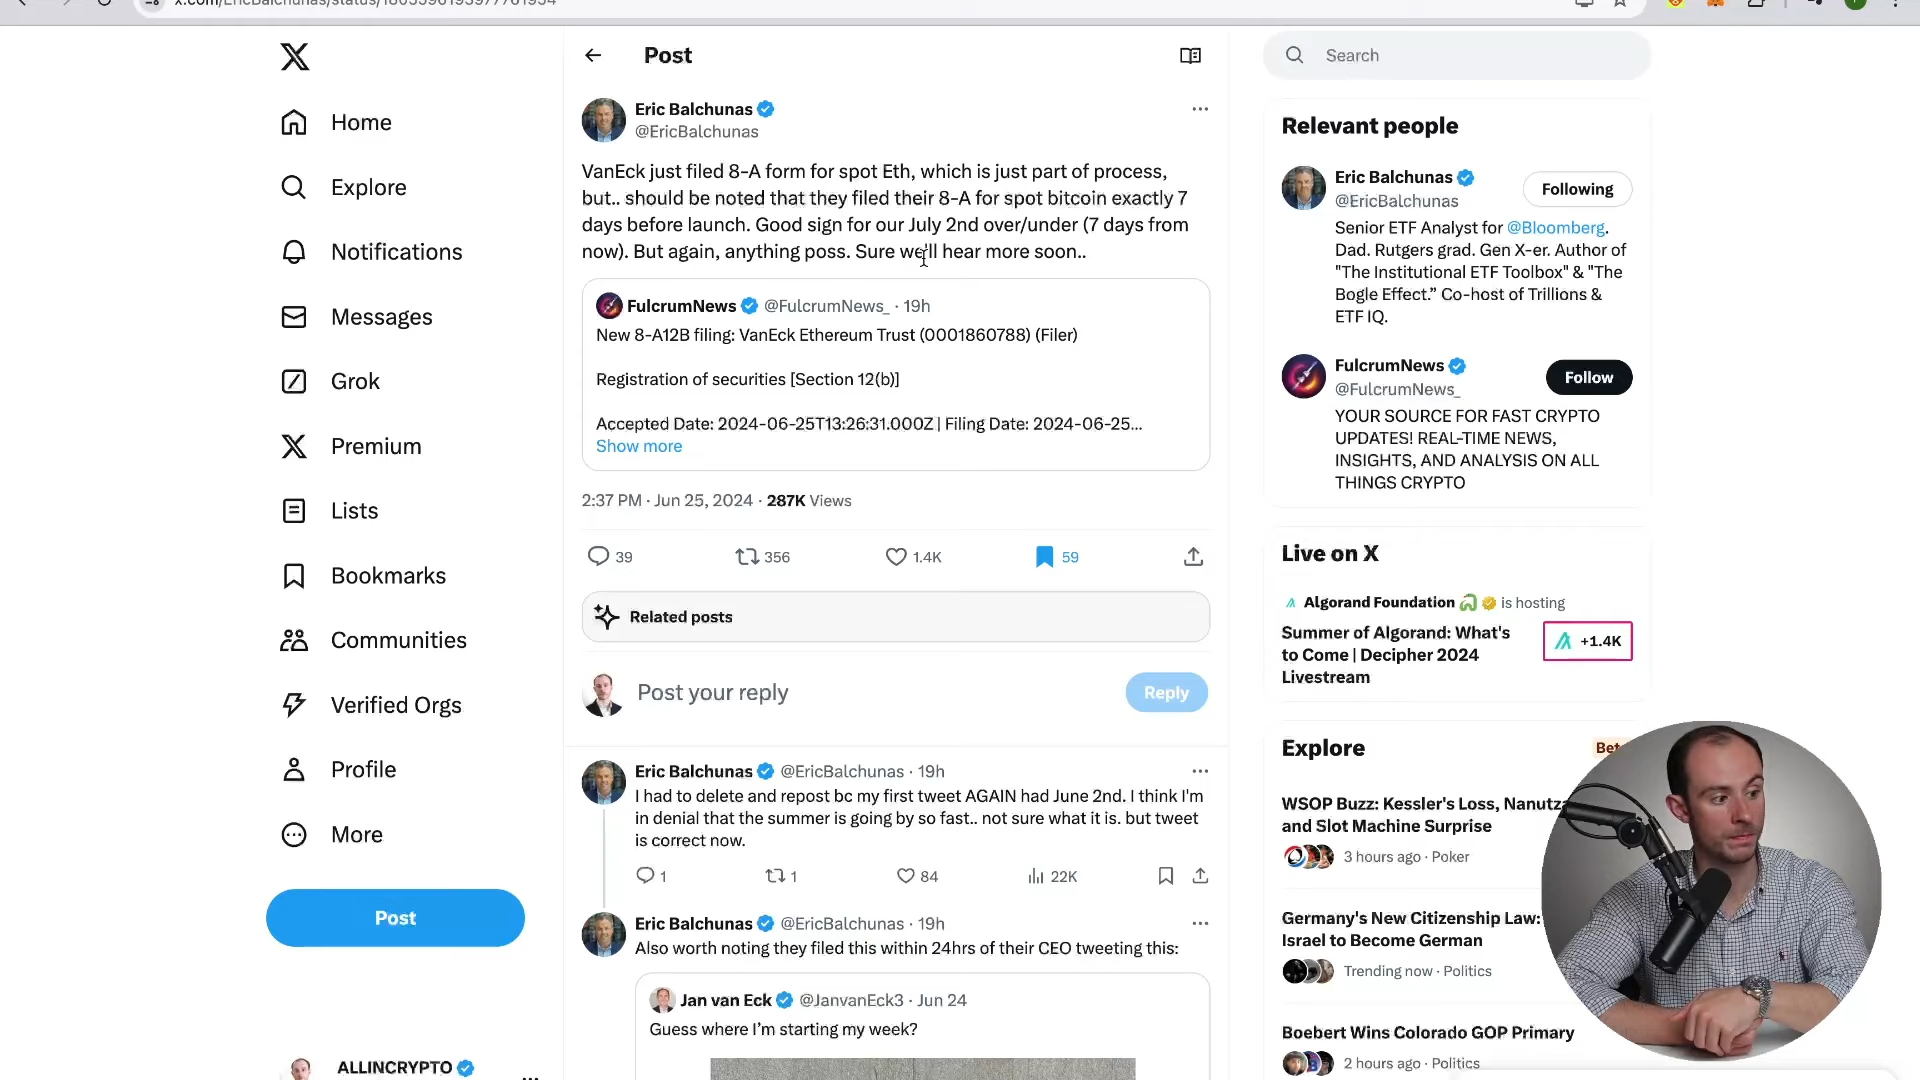 Post
Search
Home
Explore
Notifications
Messages
Grok
Premium
Lists
Bookmarks
Communities
Verified Orgs
Profile
More
Post
ALLINCRYPTO
Eric Balchunas
@EricBalchunas
VanEck just filed 8-A form for spot Eth, which is just part of process,
but.. should be noted that they filed their 8-A for spot bitcoin exactly 7
days before launch. Good sign for our July 2nd over/under (7 days from
now). But again, anything poss. Sure we'll hear more soon..
FulcrumNews @FulcrumNews_ · 19h
New 8-A12B filing: VanEck Ethereum Trust (0001860788) (Filer)
Registration of securities [Section 12(b)]
Accepted Date: 2024-06-25T13:26:31.000Z | Filing Date: 2024-06-25...
Show more
2:37 PM · Jun 25, 2024 · 287K Views
39 356 1.4K 59
Related posts
Post your reply
Reply
Eric Balchunas @EricBalchunas · 19h
I had to delete and repost bc my first tweet AGAIN had June 2nd. I think I'm
in denial that the summer is going by so fast.. not sure what it is. but tweet
is correct now.
1 1 84 22K
Eric Balchunas @EricBalchunas · 19h
Also worth noting they filed this within 24hrs of their CEO tweeting this:
Jan van Eck @JanvanEck3 · Jun 24
Guess where I'm starting my week?
Relevant people
Eric Balchunas
@EricBalchunas
Following
Senior ETF Analyst for @Bloomberg.
Dad. Rutgers grad. Gen X-er. Author of
"The Institutional ETF Toolbox" & "The
Bogle Effect." Co-host of Trillions &
ETF IQ.
FulcrumNews
@FulcrumNews_
Follow
YOUR SOURCE FOR FAST CRYPTO
UPDATES! REAL-TIME NEWS,
INSIGHTS, AND ANALYSIS ON ALL
THINGS CRYPTO
Live on X
Algorand Foundation is hosting
Summer of Algorand: What's
to Come | Decipher 2024
Livestream
+1.4K
Explore
WSOP Buzz: Kessler's Loss,
and Slot Machine Surprise
3 hours ago · Poker
Germany's New Citizenship Law:
Israel to Become German
Trending now · Politics
Boebert Wins Colorado GOP Primary
2 hours ago · Politics